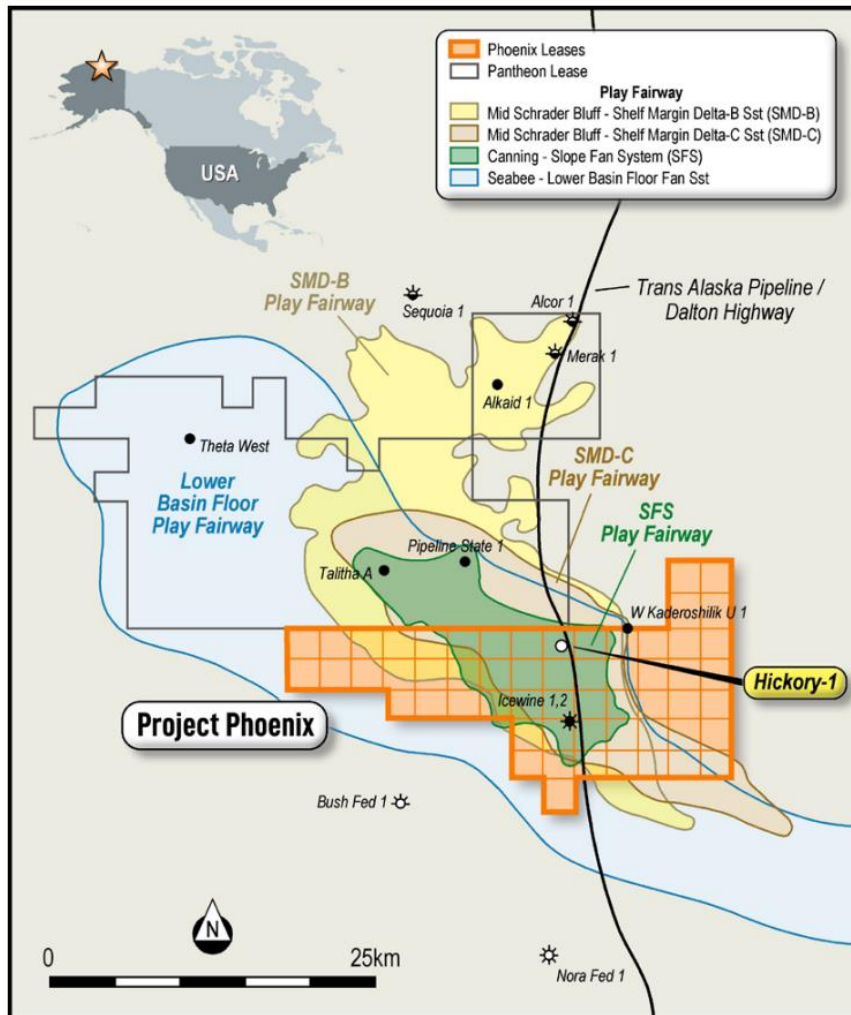 USA
Phoenix Leases
Pantheon Lease
Play Fairway
Mid Schrader Bluff - Shelf Margin Delta-B Sst (SMD-B)
Mid Schrader Bluff - Shelf Margin Delta-C Sst (SMD-C)
Canning - Slope Fan System (SFS)
Seabee - Lower Basin Floor Fan Sst
SMD-B
Play Fairway
Sequoia 1
Alcor 1
Trans Alaska Pipeline /
Dalton Highway
Merak 1
Alkaid 1
Theta West
Lower
Basin Floor
Play Fairway
SMD-C
Play Fairway
SFS
Play Fairway
Pipeline State 1
Talitha A
W Kaderoshilik U 1
Hickory-1
Icewine 1,2
Project Phoenix
Bush Fed 1
N
0
25km
Nora Fed 1